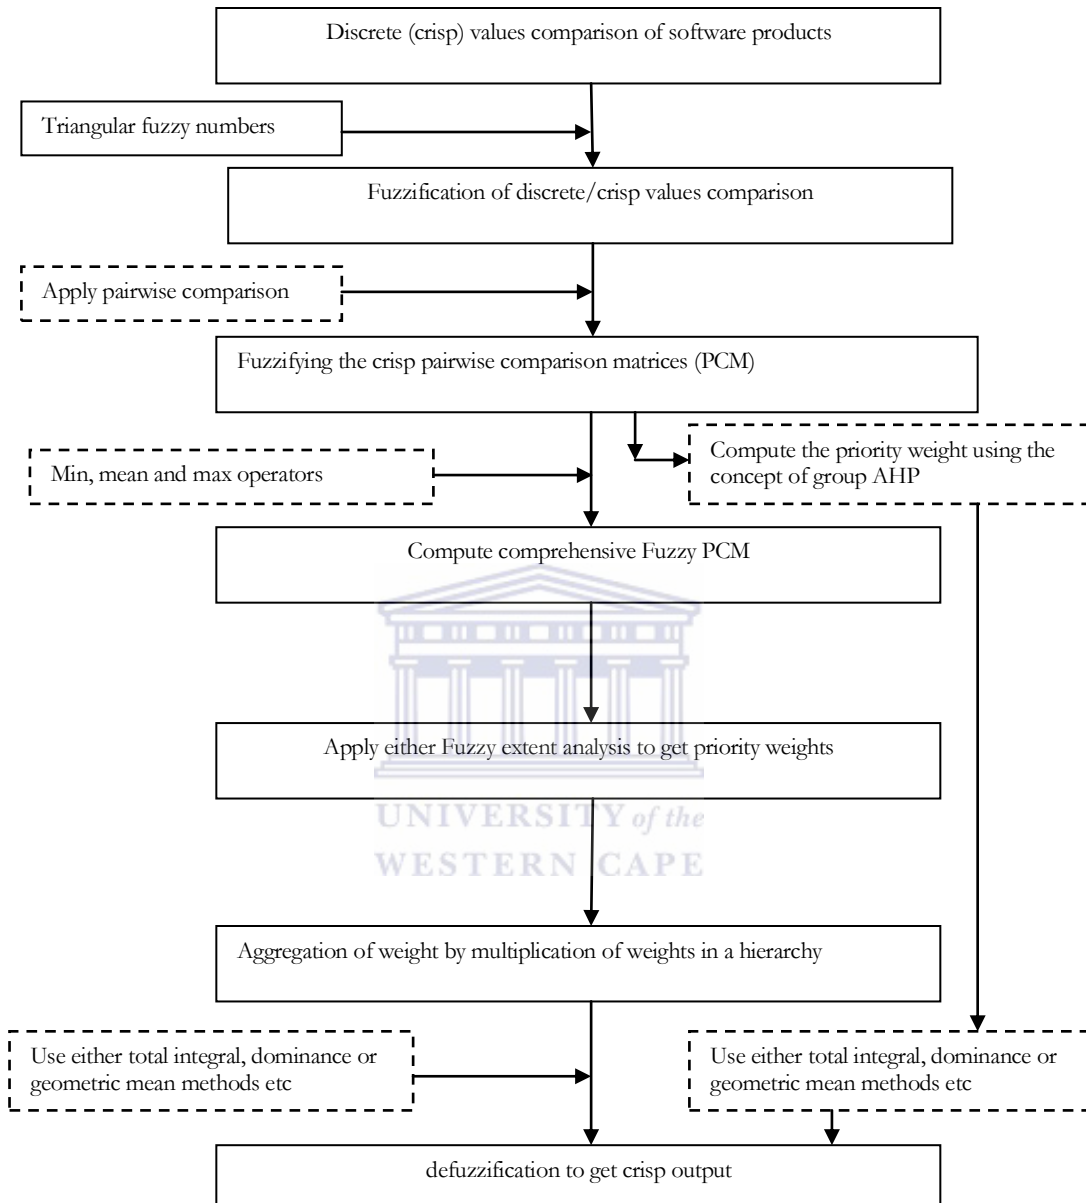 Discrete (crisp) values comparison of software products
Triangular fuzzy numbers
Fuzzification of discrete/crisp values comparison
Apply pairwise comparison
Fuzzifying the crisp pairwise comparison matrices (PCM)
Min, mean and max operators
Compute the priority weight using the
concept of group AHP
Compute comprehensive Fuzzy PCM
Apply either Fuzzy extent analysis to get priority weights
UNIVERSITY of the
WESTERN CAPE
Aggregation of weight by multiplication of weights in a hierarchy
Use either total integral, dominance or
geometric mean methods etc
Use either total integral, dominance or
geometric mean methods etc
defuzzification to get crisp output